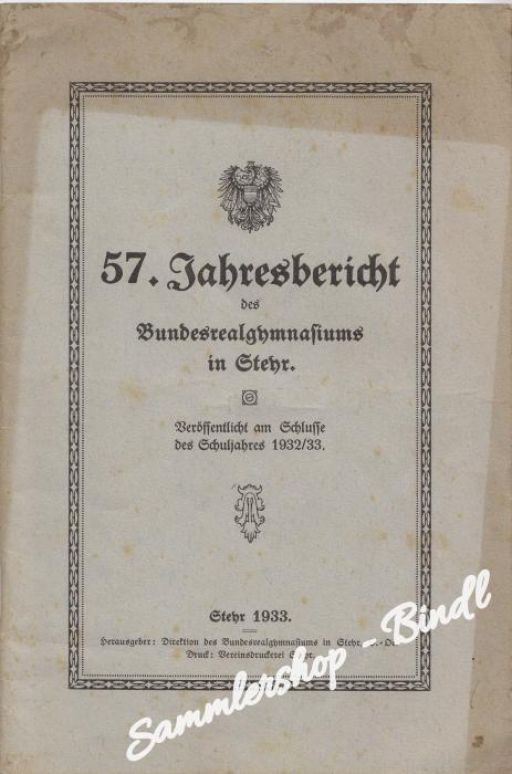 57. Jahresbericht
des
Bundesrealgymnasiums
in Steyr.
Veröffentlicht am Schlusse
des Schuljahres 1932/33.
Steyr 1933.
Herausgeber: Direktion des Bundesrealgymnasiums in Steyr,
Druck: Vereinsdruckerei Steyr.
Sammlershop - Bindl